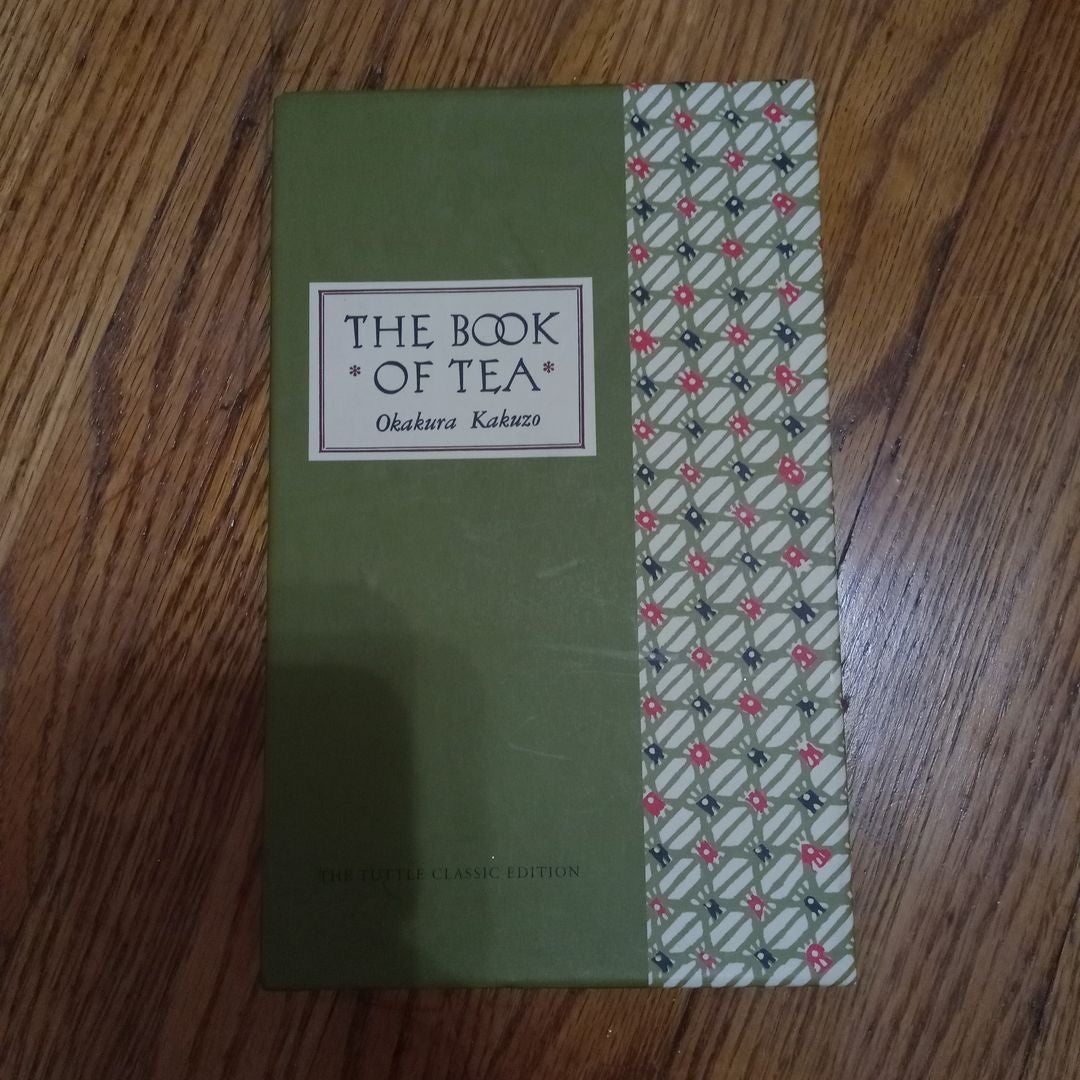 THE BOOK
* OF TEA *
Okakura Kakuzo
THE TUTTLE CLASSIC EDITION